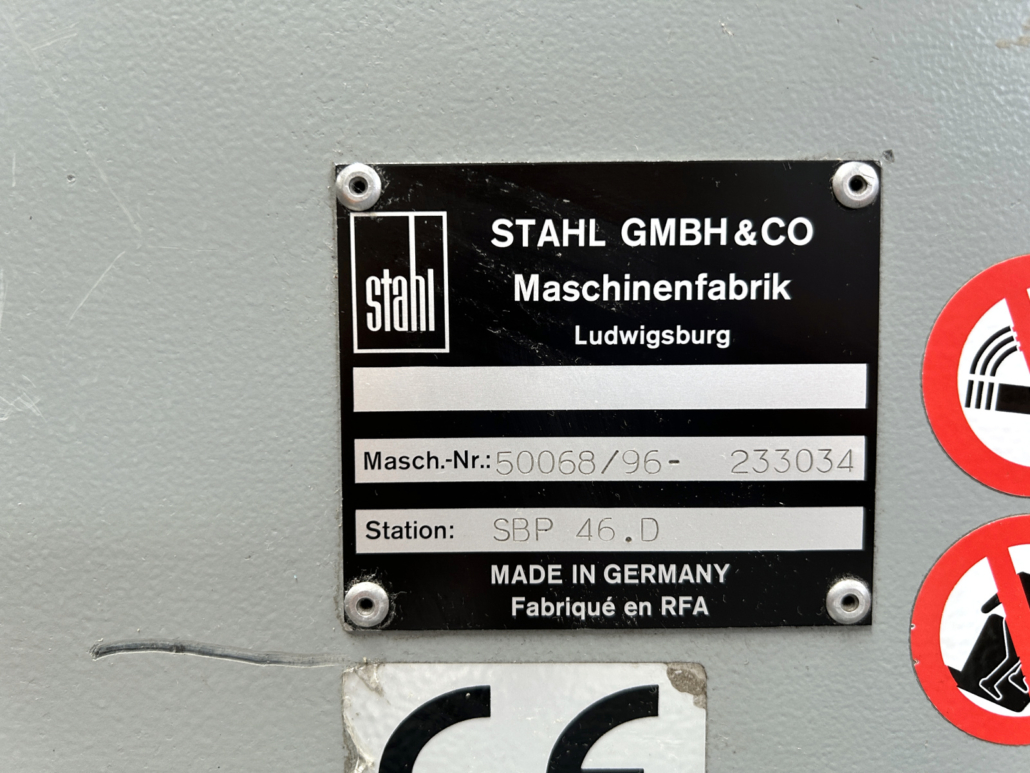 STAHL GMBH & CO
stahl
Maschinenfabrik
Ludwigsburg
Masch.-Nr.: 50068/96- 233034
Station: SBP 46.D
MADE IN GERMANY
Fabriqué en RFA
CE